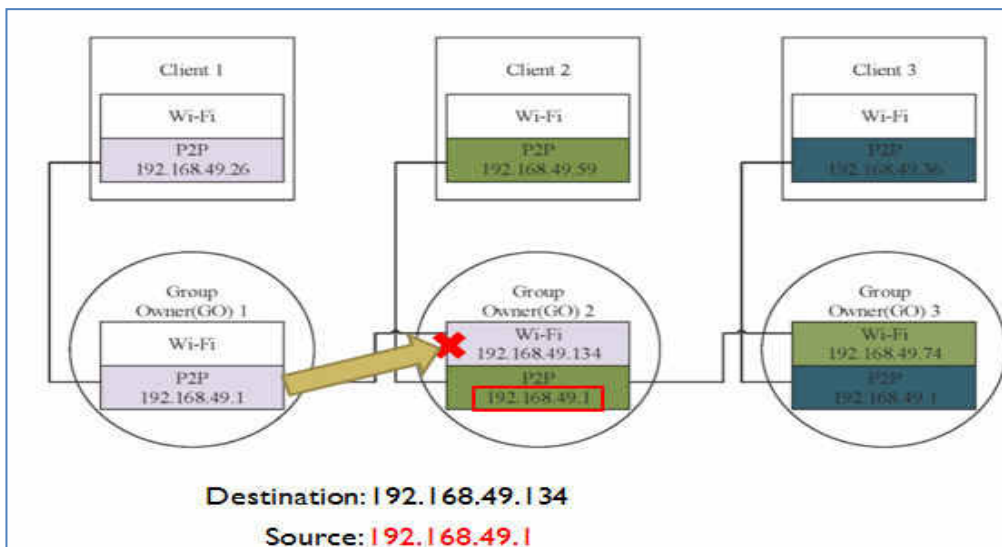 Client 1
Wi-Fi
P2P
192.168.49.26
Client 2
Wi-Fi
P2P
192.168.49.59
Client 3
Wi-Fi
P2P
192.168.49.36
Group
Owner(GO) 1
Wi-Fi
P2P
192.168.49.1
Group
Owner(GO) 2
Wi-Fi
192.168.49.134
P2P
192.168.49.1
Group
Owner(GO) 3
Wi-Fi
192.168.49.74
P2P
192.168.49.1
Destination: 192.168.49.134
Source: 192.168.49.1